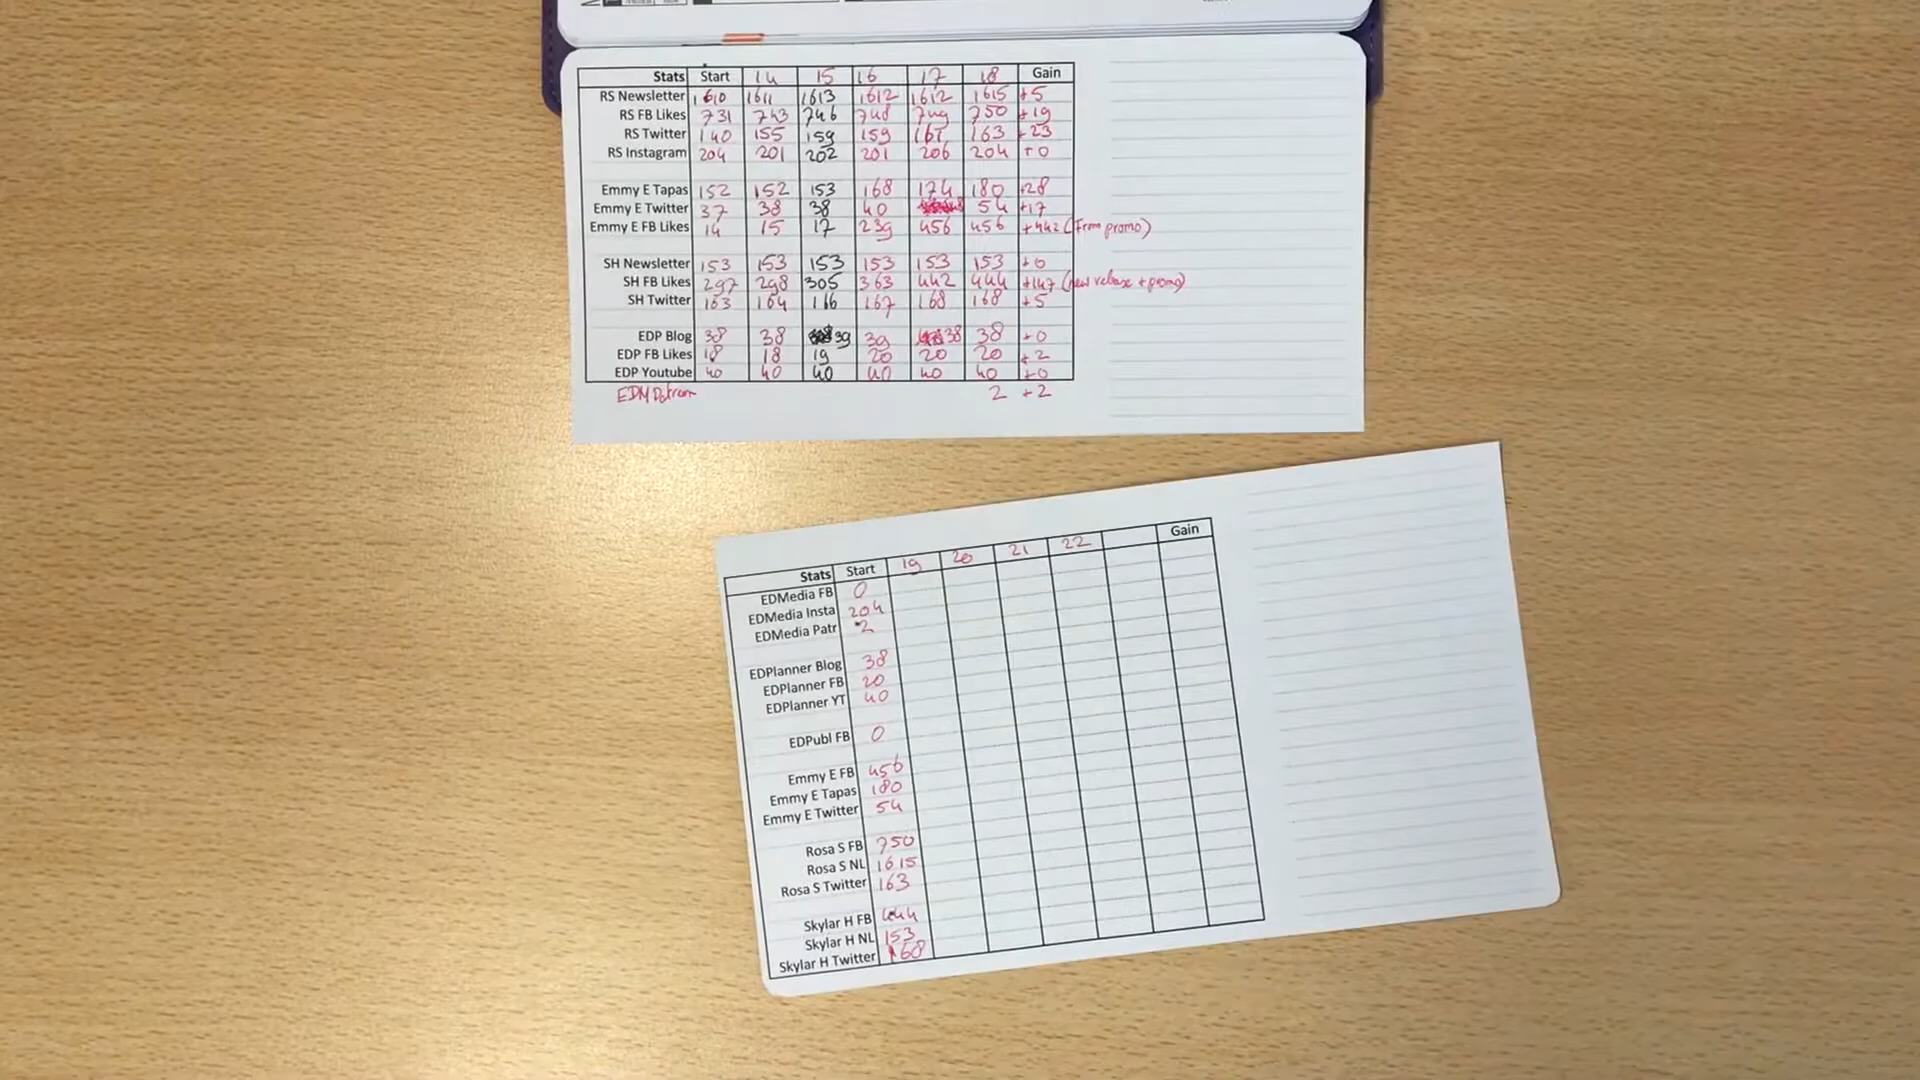 Stats Start 14 15 16 17 18 Gain
RS Newsletter 1610 1611 1613 1612 1612 1615 +5
RS FB Likes 731 743 746 748 749 750 +19
RS Twitter 140 155 159 159 161 163 +23
RS Instagram 204 201 202 201 206 204 +0
Emmy E Tapas 152 152 153 168 174 180 +28
Emmy E Twitter 37 38 38 40 54 +17
Emmy E FB Likes 14 15 17 239 456 456 +442 (from promo)
SH Newsletter 153 153 153 153 153 153 +0
SH FB Likes 297 298 305 363 442 444 +147 (new release + promo)
SH Twitter 163 164 166 167 168 168 +5
EDP Blog 38 38 39 39 38 38 +0
EDP FB Likes 18 18 19 20 20 20 +2
EDP Youtube 40 40 40 40 40 40 +0
2 +2
Stats Start 19 20 21 22 Gain
EDMedia FB 0
EDMedia Insta 204
EDMedia Patr 2
EDPlanner Blog 38
EDPlanner FB 20
EDPlanner YT 40
EDPubl FB 0
Emmy E FB 456
Emmy E Tapas 180
Emmy E Twitter 54
Rosa S FB 750
Rosa S NL 1615
Rosa S Twitter 163
Skylar H FB 444
Skylar H NL 153
Skylar H Twitter 168